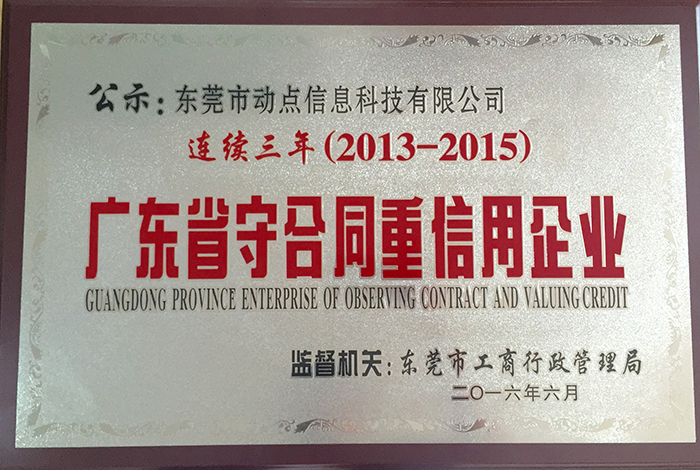 公示：东莞市动点信息科技有限公司
连续三年(2013-2015)
广东省守合同重信用企业
GUANGDONG PROVINCE ENTERPRISE OF OBSERVING CONTRACT AND VALUING CREDIT
监督机关：东莞市工商行政管理局
二〇一六年六月